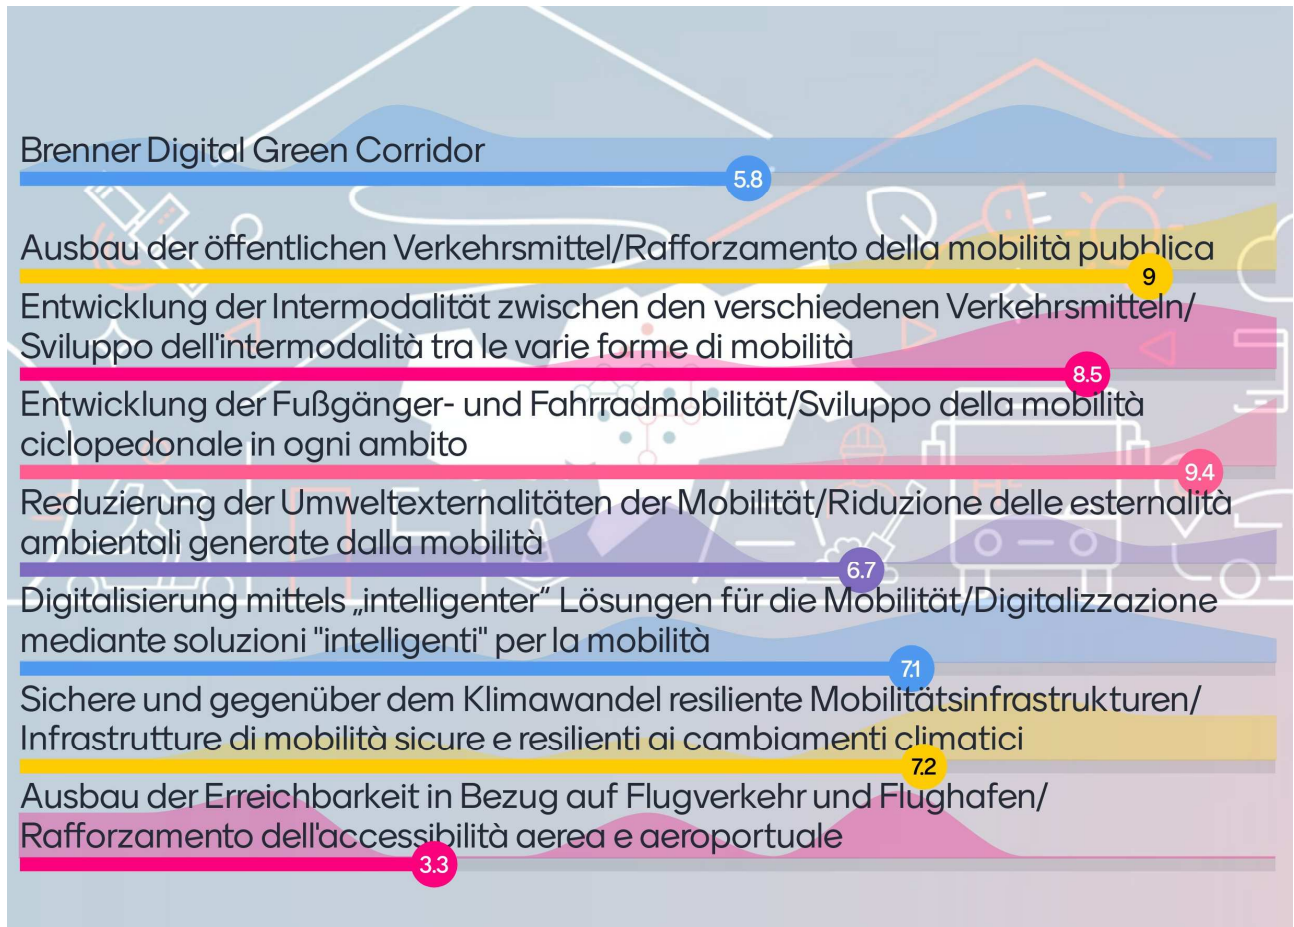 Brenner Digital Green Corridor
5.8
Ausbau der öffentlichen Verkehrsmittel/Rafforzamento della mobilità pubblica
9
Entwicklung der Intermodalität zwischen den verschiedenen Verkehrsmitteln/
Sviluppo dell'intermodalità tra le varie forme di mobilità
8.5
Entwicklung der Fußgänger- und Fahrradmobilität/Sviluppo della mobilità
ciclopedonale in ogni ambito
9.4
Reduzierung der Umweltexternalitäten der Mobilität/Riduzione delle esternalità
ambientali generate dalla mobilità
6.7
Digitalisierung mittels „intelligenter“ Lösungen für die Mobilität/Digitalizzazione
mediante soluzioni "intelligenti" per la mobilità
7.1
Sichere und gegenüber dem Klimawandel resiliente Mobilitätsinfrastrukturen/
Infrastrutture di mobilità sicure e resilienti ai cambiamenti climatici
7.2
Ausbau der Erreichbarkeit in Bezug auf Flugverkehr und Flughafen/
Rafforzamento dell'accessibilità aerea e aeroportuale
3.3